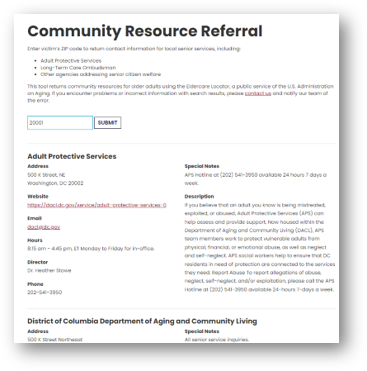 Community Resource Referral
Enter victim's ZIP code to return contact information for local senior services, including:
Adult Protective Services
Long-Term Care Ombudsman
Other agencies addressing senior citizen welfare
This tool returns community resources for older adults using the Eldercare Locator, a public service of the U.S. Administration
on Aging. If you encounter problems or incorrect information with search results, please contact us and notify our team of
the error.
20001 SUBMIT
Adult Protective Services
Address
500 K Street, NE
Washington, DC 20002
Website
https://dacl.dc.gov/service/adult-protective-services-0
Email
dacl@dc.gov
Hours
8:15 am - 4:45 pm, ET Monday to Friday for in-office.
Director
Dr. Heather Stowe
Phone
202-541-3950
Special Notes
APS Hotline at (202) 541-3950 available 24 hours 7 days a
week.
Description
If you believe that an adult you know is being mistreated,
exploited, or abused, Adult Protective Services (APS) can
help assess and provide support. Now housed within the
Department of Aging and Community Living (DACL), APS
team members work to protect vulnerable adults from
physical, financial, or emotional abuse, as well as neglect
and self-neglect. APS social workers help to ensure that DC
residents in need of protection are connected to the services
they need. Report Abuse To report allegations of abuse,
neglect, self-neglect, and/or exploitation, please call the APS
Hotline at (202) 541-3950 available 24-hours 7-days a week.
District of Columbia Department of Aging and Community Living
Address
500 K Street Northeast
Special Notes
All senior service inquiries.